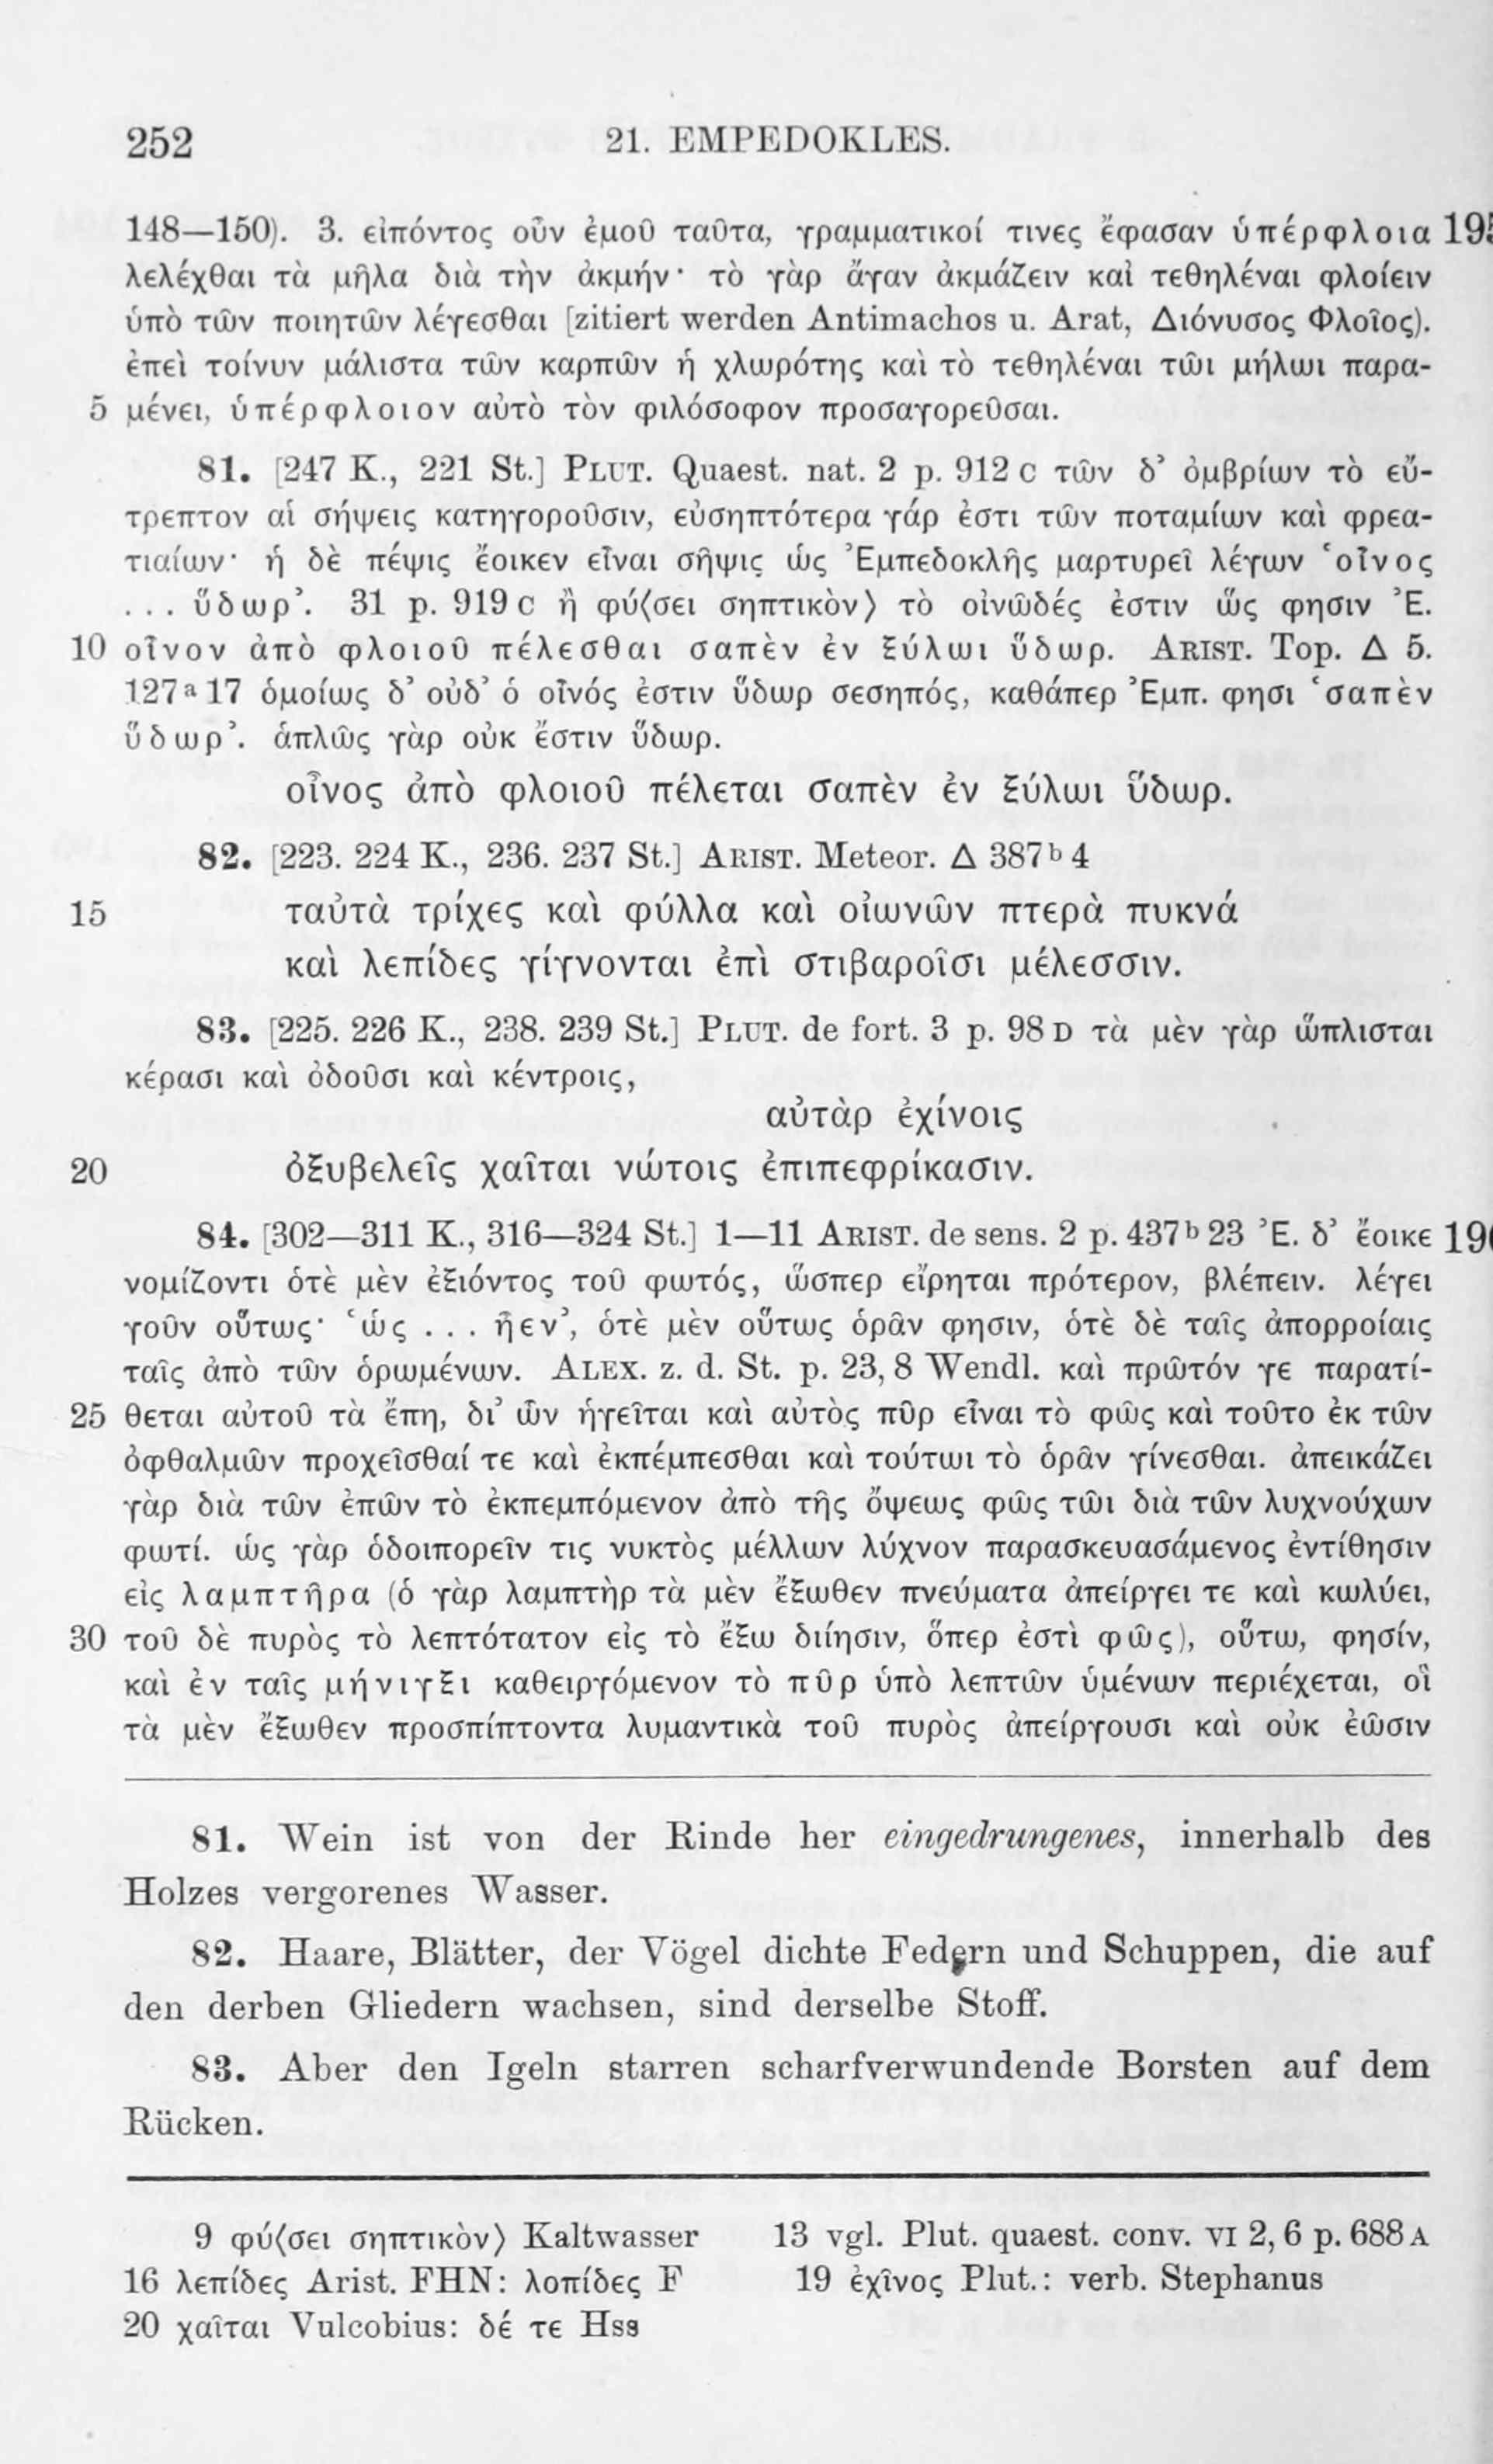 252
21. EMPEDOKLES.
148—150). 3. εἰπόντος οὖν ἐμοῦ ταῦτα, γραμματικοί τινες ἔφασαν ὑπέρφλοια
λελέχθαι τὰ μῆλα διὰ τὴν ἀκμήν· τὸ γὰρ ἄγαν ἀκμάζειν καὶ τεθηλέναι φλοίειν
ὑπὸ τῶν ποιητῶν λέγεσθαι [zitiert werden Antimachos u. Arat, Διόνυσος Φλοῖος).
ἐπεὶ τοίνυν μάλιστα τῶν καρπῶν ἡ χλωρότης καὶ τὸ τεθηλέναι τῶι μήλωι παρα-
5 μένει, ὑπέρφλοιον αὐτὸ τὸν φιλόσοφον προσαγορεῦσαι.
81. [247 K., 221 St.] PLUT. Quaest. nat. 2 p. 912 c τῶν δ’ ὀμβρίων τὸ εὔ-
τρεπτον αἱ σήψεις κατηγοροῦσιν, εὐσηπτότερα γάρ ἐστι τῶν ποταμίων καὶ φρεα-
τιαίων· ἡ δὲ πέψις ἔοικεν εἶναι σῆψις ὡς Ἐμπεδοκλῆς μαρτυρεῖ λέγων ‘οἶνος
... ὕδωρ’. 31 p. 919 c ἢ φύ⟨σει σηπτικὸν⟩ τὸ οἰνῶδές ἐστιν ὥς φησιν Ἐ.
10 οἶνον ἀπὸ φλοιοῦ πέλεσθαι σαπὲν ἐν ξύλωι ὕδωρ. ARIST. Top. Δ 5.
127 a 17 ὁμοίως δ’ οὐδ’ ὁ οἶνός ἐστιν ὕδωρ σεσηπός, καθάπερ Ἐμπ. φησι ‘σαπὲν
ὕδωρ’. ἁπλῶς γὰρ οὐκ ἔστιν ὕδωρ.
οἶνος ἀπὸ φλοιοῦ πέλεται σαπὲν ἐν ξύλωι ὕδωρ.
82. [223. 224 K., 236. 237 St.] ARIST. Meteor. Δ 387 b 4
15 ταὐτὰ τρίχες καὶ φύλλα καὶ οἰωνῶν πτερὰ πυκνά
καὶ λεπίδες γίγνονται ἐπὶ στιβαροῖσι μέλεσσιν.
83. [225. 226 K., 238. 239 St.] PLUT. de fort. 3 p. 98 D τὰ μὲν γὰρ ὥπλισται
κέρασι καὶ ὀδοῦσι καὶ κέντροις,
αὐτὰρ ἐχίνοις
20 ὀξυβελεῖς χαῖται νώτοις ἐπιπεφρίκασιν.
84. [302—311 K., 316—324 St.] 1—11 ARIST. de sens. 2 p. 437 b 23 Ἐ. δ’ ἔοικε
νομίζοντι ὁτὲ μὲν ἐξιόντος τοῦ φωτός, ὥσπερ εἴρηται πρότερον, βλέπειν. λέγει
γοῦν οὕτως· ‘ὡς ... ἦεν’, ὁτὲ μὲν οὕτως ὁρᾶν φησιν, ὁτὲ δὲ ταῖς ἀπορροίαις
ταῖς ἀπὸ τῶν ὁρωμένων. ALEX. z. d. St. p. 23, 8 Wendl. καὶ πρῶτόν γε παρατί-
25 θεται αὐτοῦ τὰ ἔπη, δι’ ὧν ἡγεῖται καὶ αὐτὸς πῦρ εἶναι τὸ φῶς καὶ τοῦτο ἐκ τῶν
ὀφθαλμῶν προχεῖσθαί τε καὶ ἐκπέμπεσθαι καὶ τούτωι τὸ ὁρᾶν γίνεσθαι. ἀπεικάζει
γὰρ διὰ τῶν ἐπῶν τὸ ἐκπεμπόμενον ἀπὸ τῆς ὄψεως φῶς τῶι διὰ τῶν λυχνούχων
φωτί. ὡς γὰρ ὁδοιπορεῖν τις νυκτὸς μέλλων λύχνον παρασκευασάμενος ἐντίθησιν
εἰς λαμπτῆρα (ὁ γὰρ λαμπτὴρ τὰ μὲν ἔξωθεν πνεύματα ἀπείργει τε καὶ κωλύει,
30 τοῦ δὲ πυρὸς τὸ λεπτότατον εἰς τὸ ἔξω διίησιν, ὅπερ ἐστὶ φῶς), οὕτω, φησίν,
καὶ ἐν ταῖς μήνιγξι καθειργόμενον τὸ πῦρ ὑπὸ λεπτῶν ὑμένων περιέχεται, οἳ
τὰ μὲν ἔξωθεν προσπίπτοντα λυμαντικὰ τοῦ πυρὸς ἀπείργουσι καὶ οὐκ ἐῶσιν
81. Wein ist von der Rinde her eingedrungenes, innerhalb des
Holzes vergorenes Wasser.
82. Haare, Blätter, der Vögel dichte Federn und Schuppen, die auf
den derben Gliedern wachsen, sind derselbe Stoff.
83. Aber den Igeln starren scharfverwundende Borsten auf dem
Rücken.
9 φύ⟨σει σηπτικὸν⟩ Kaltwasser 13 vgl. Plut. quaest. conv. VI 2, 6 p. 688 A
16 λεπίδες Arist. FHN: λοπίδες F 19 ἐχῖνος Plut.: verb. Stephanus
20 χαῖται Vulcobius: δέ τε Hss